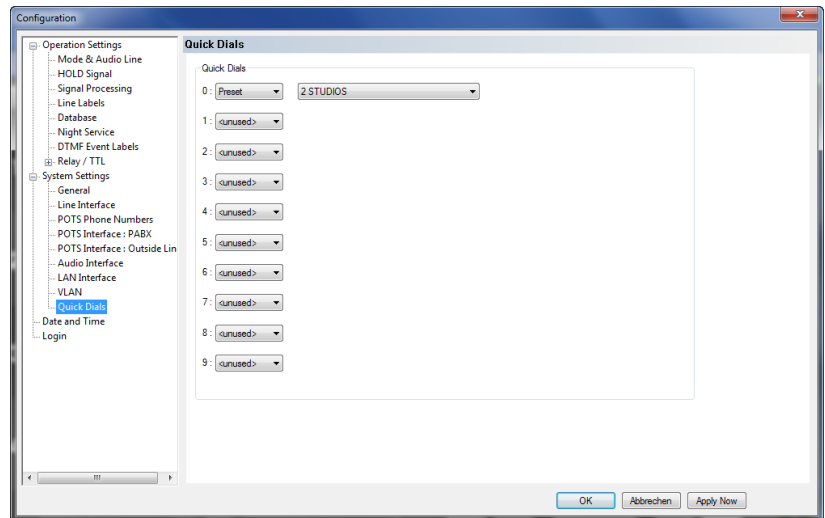 Configuration
Operation Settings
Mode & Audio Line
HOLD Signal
Signal Processing
Line Labels
Database
Night Service
DTMF Event Labels
Relay / TTL
System Settings
General
Line Interface
POTS Phone Numbers
POTS Interface : PABX
POTS Interface : Outside Lin
Audio Interface
LAN Interface
VLAN
Quick Dials
Date and Time
Login
Quick Dials
Quick Dials
0 : Preset 2 STUDIOS
1 : <unused>
2 : <unused>
3 : <unused>
4 : <unused>
5 : <unused>
6 : <unused>
7 : <unused>
8 : <unused>
9 : <unused>
OK Abbrechen Apply Now